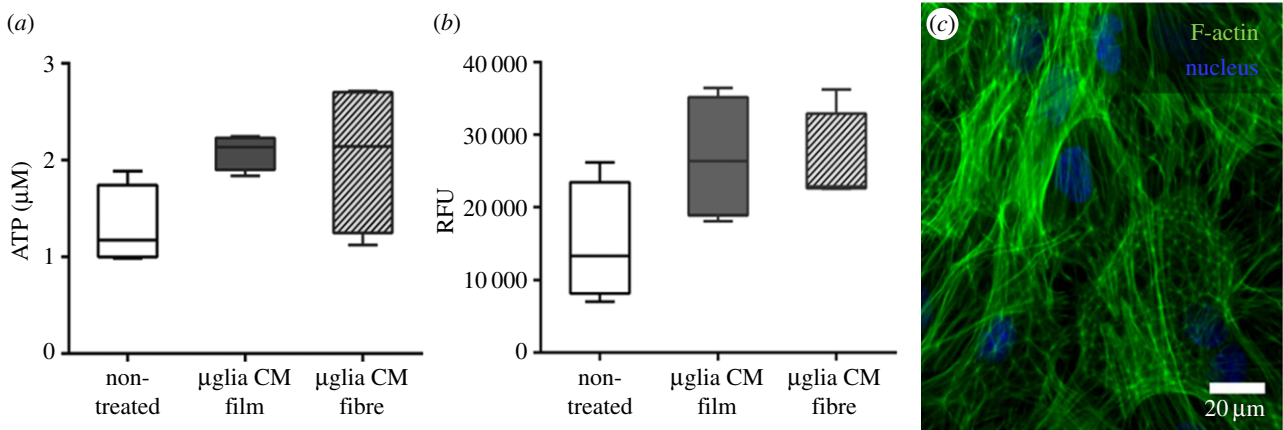 (a)
3
2
1
0
ATP (μM)
non-
treated
μglia CM
film
μglia CM
fibre
(b)
40 000
30 000
20 000
10 000
0
RFU
non-
treated
μglia CM
film
μglia CM
fibre
(c)
F-actin
nucleus
20 μm